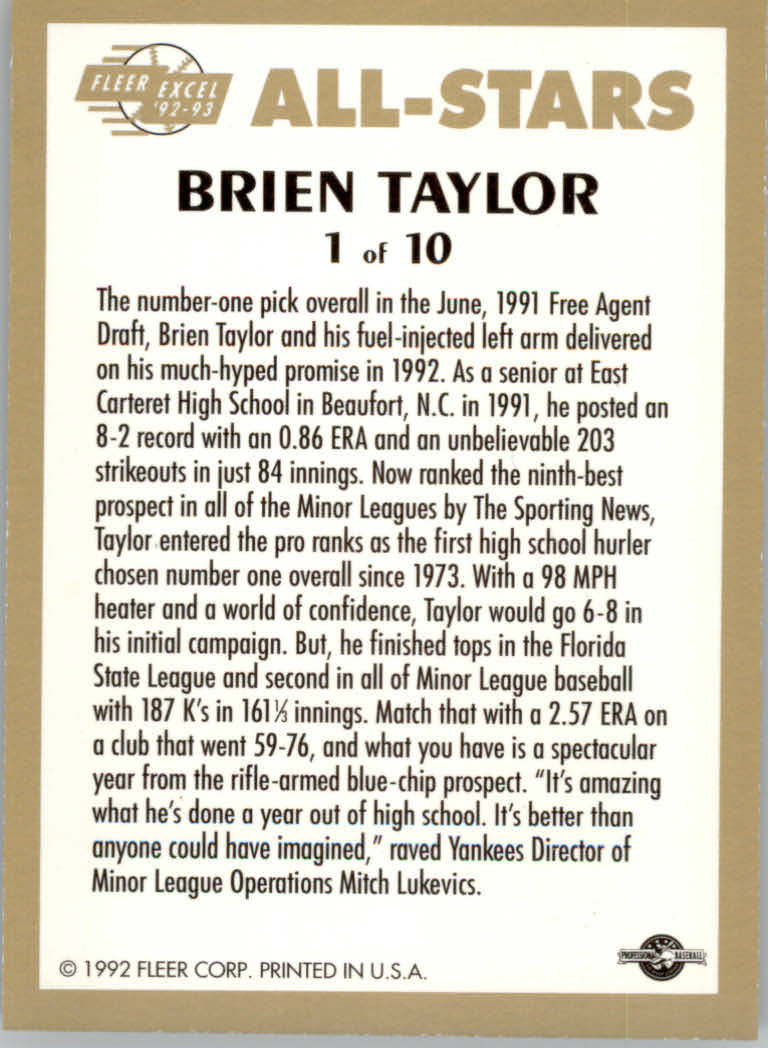 FLEER EXCEL
'92-93
ALL-STARS
BRIEN TAYLOR
1 of 10
The number-one pick overall in the June, 1991 Free Agent
Draft, Brien Taylor and his fuel-injected left arm delivered
on his much-hyped promise in 1992. As a senior at East
Carteret High School in Beaufort, N.C. in 1991, he posted an
8-2 record with an 0.86 ERA and an unbelievable 203
strikeouts in just 84 innings. Now ranked the ninth-best
prospect in all of the Minor Leagues by The Sporting News,
Taylor entered the pro ranks as the first high school hurler
chosen number one overall since 1973. With a 98 MPH
heater and a world of confidence, Taylor would go 6-8 in
his initial campaign. But, he finished tops in the Florida
State League and second in all of Minor League baseball
with 187 K's in 161⅓ innings. Match that with a 2.57 ERA on
a club that went 59-76, and what you have is a spectacular
year from the rifle-armed blue-chip prospect. "It's amazing
what he's done a year out of high school. It's better than
anyone could have imagined," raved Yankees Director of
Minor League Operations Mitch Lukevics.
© 1992 FLEER CORP. PRINTED IN U.S.A.
PROFESSIONAL BASEBALL